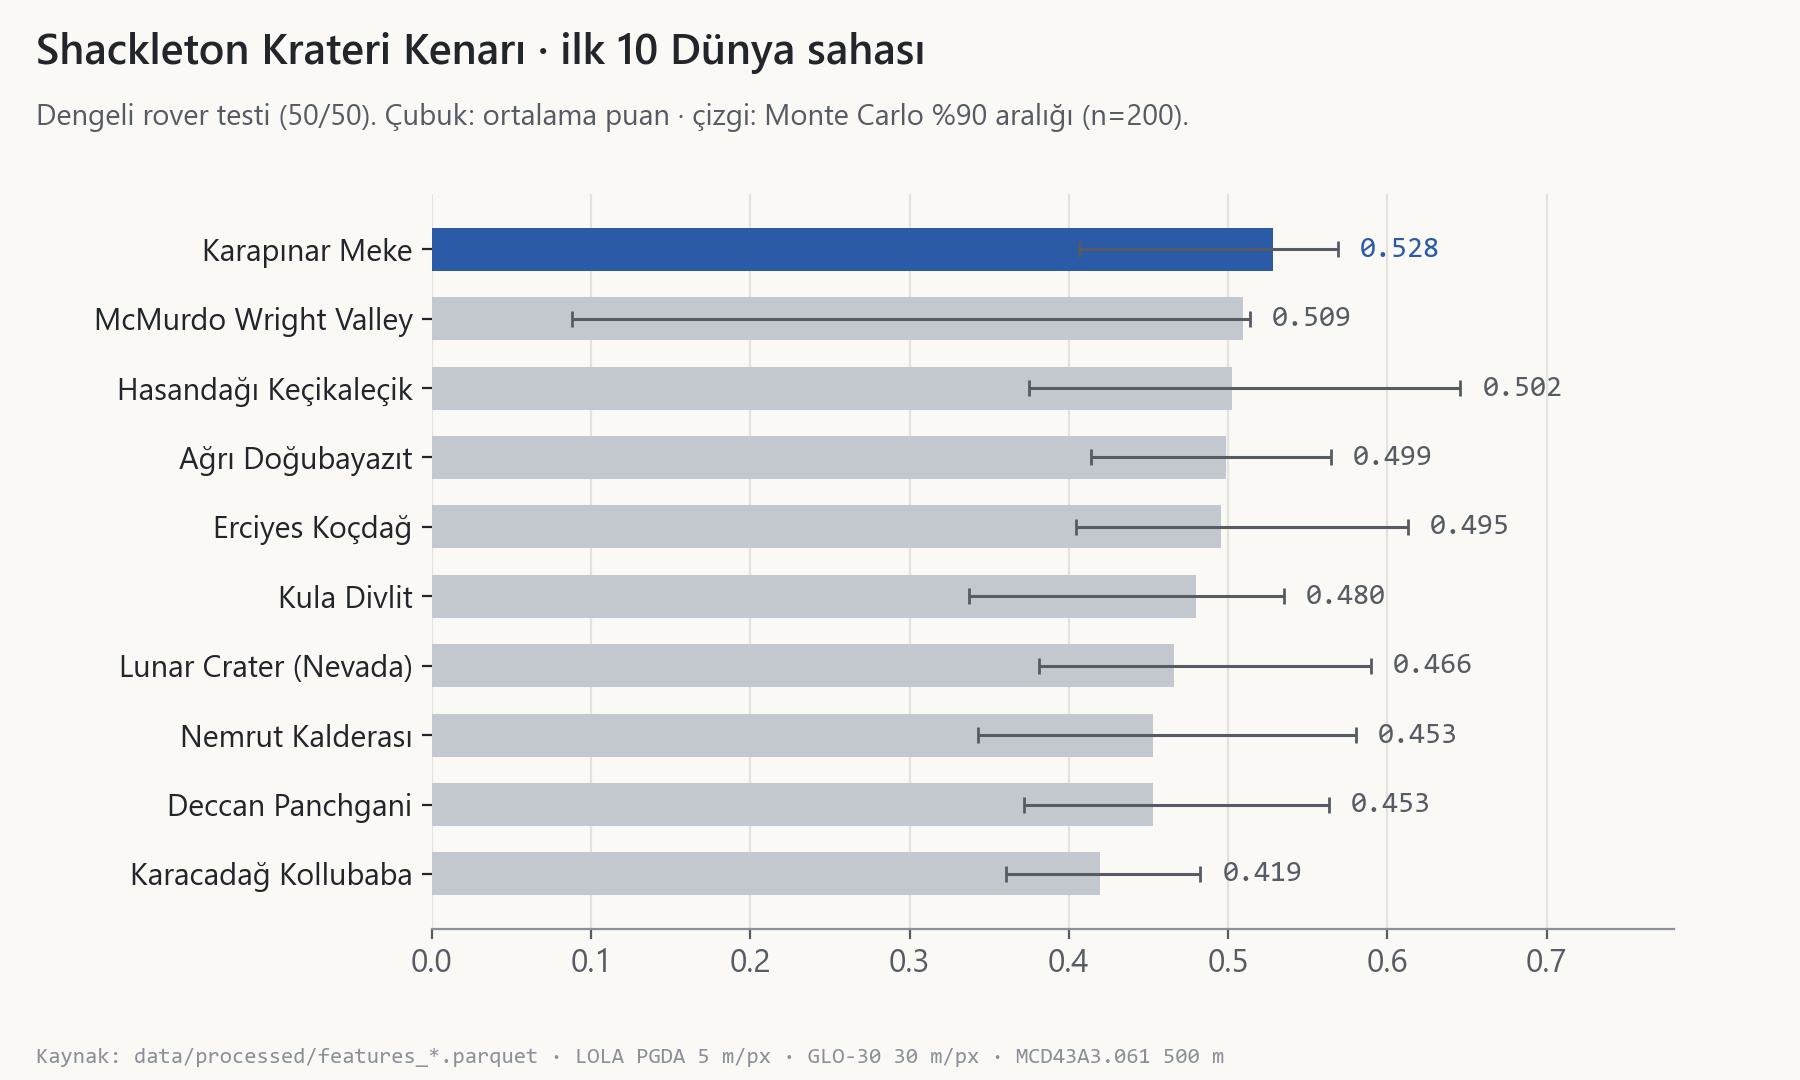 Shackleton Krateri Kenarı · ilk 10 Dünya sahası
Dengeli rover testi (50/50). Çubuk: ortalama puan · çizgi: Monte Carlo %90 aralığı (n=200).
Karapınar Meke 0.528
McMurdo Wright Valley 0.509
Hasandağı Keçikaleçik 0.502
Ağrı Doğubayazıt 0.499
Erciyes Koçdağ 0.495
Kula Divlit 0.480
Lunar Crater (Nevada) 0.466
Nemrut Kalderası 0.453
Deccan Panchgani 0.453
Karacadağ Kollubaba 0.419
0.0 0.1 0.2 0.3 0.4 0.5 0.6 0.7
Kaynak: data/processed/features_*.parquet · LOLA PGDA 5 m/px · GLO-30 30 m/px · MCD43A3.061 500 m